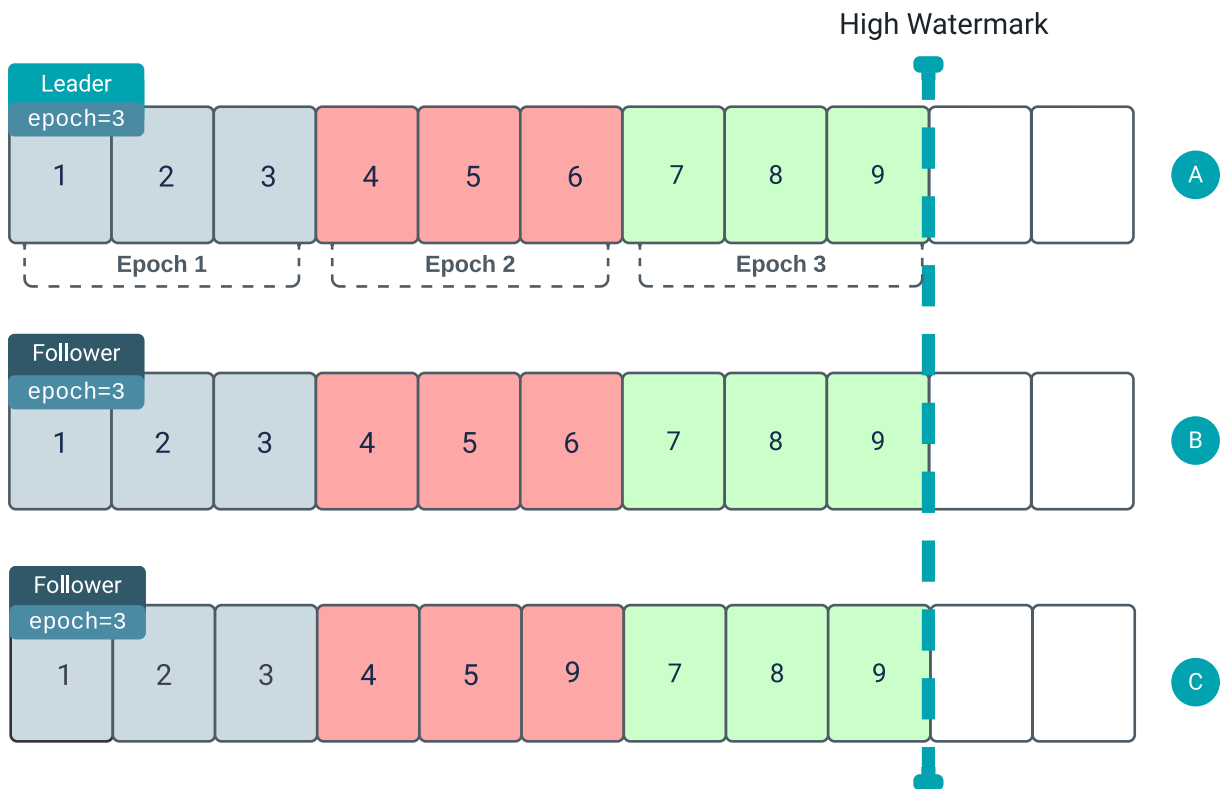 High Watermark
Leader
epoch=3
1 2 3 4 5 6 7 8 9
A
Epoch 1 Epoch 2 Epoch 3
Follower
epoch=3
1 2 3 4 5 6 7 8 9
B
Follower
epoch=3
1 2 3 4 5 9 7 8 9
C